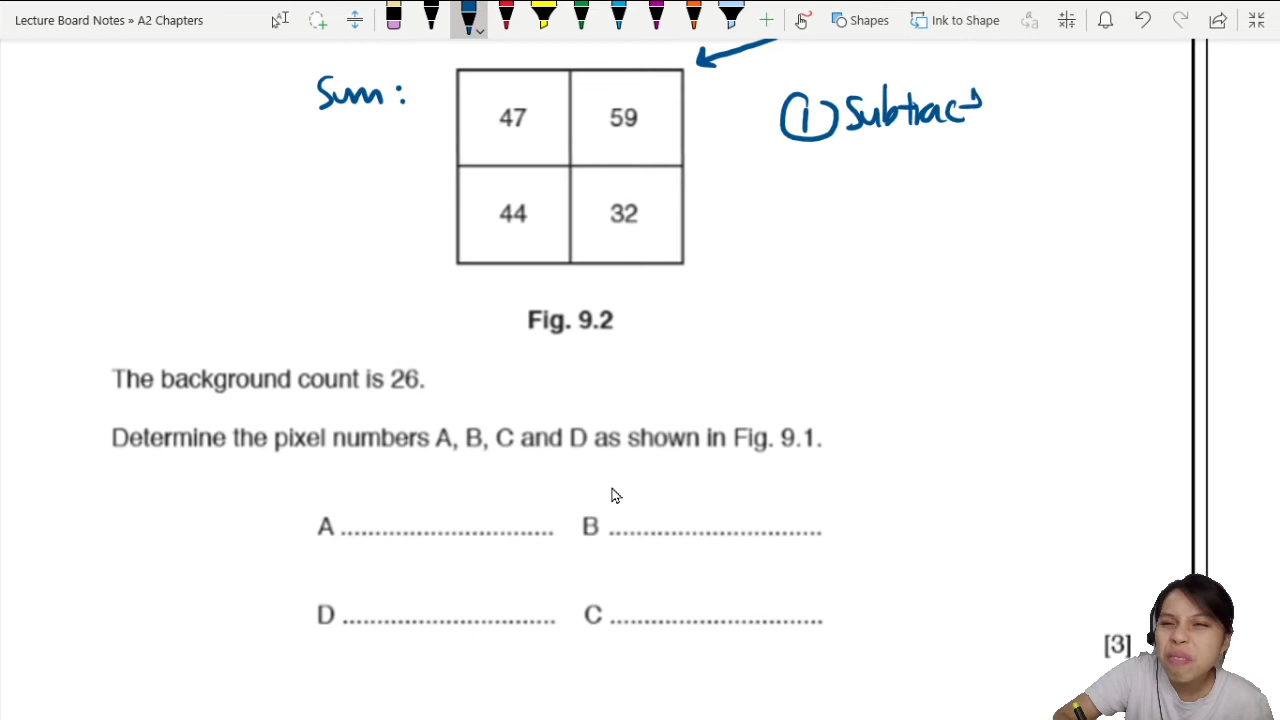 Lecture Board Notes » A2 Chapters
Shapes
Ink to Shape
Sum:
47 59
44 32
① Subtract
Fig. 9.2
The background count is 26.
Determine the pixel numbers A, B, C and D as shown in Fig. 9.1.
A .............................. B ..............................
D .............................. C ..............................
[3]